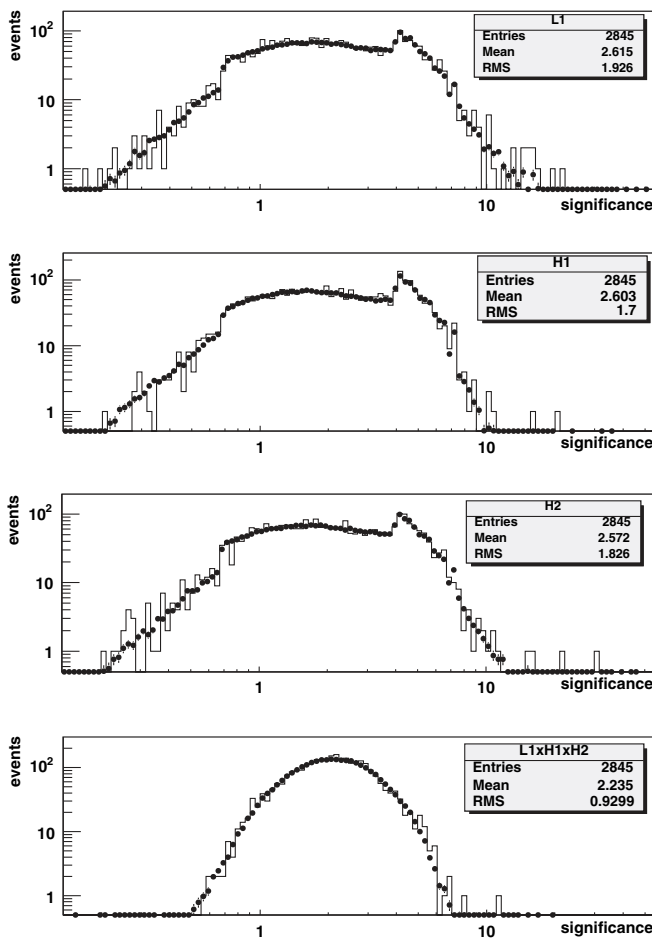 events
10²
10
1
L1
Entries 2845
Mean 2.615
RMS 1.926
1
10
significance
events
10²
10
1
H1
Entries 2845
Mean 2.603
RMS 1.7
1
10
significance
events
10²
10
1
H2
Entries 2845
Mean 2.572
RMS 1.826
1
10
significance
events
10²
10
1
L1xH1xH2
Entries 2845
Mean 2.235
RMS 0.9299
1
10
significance